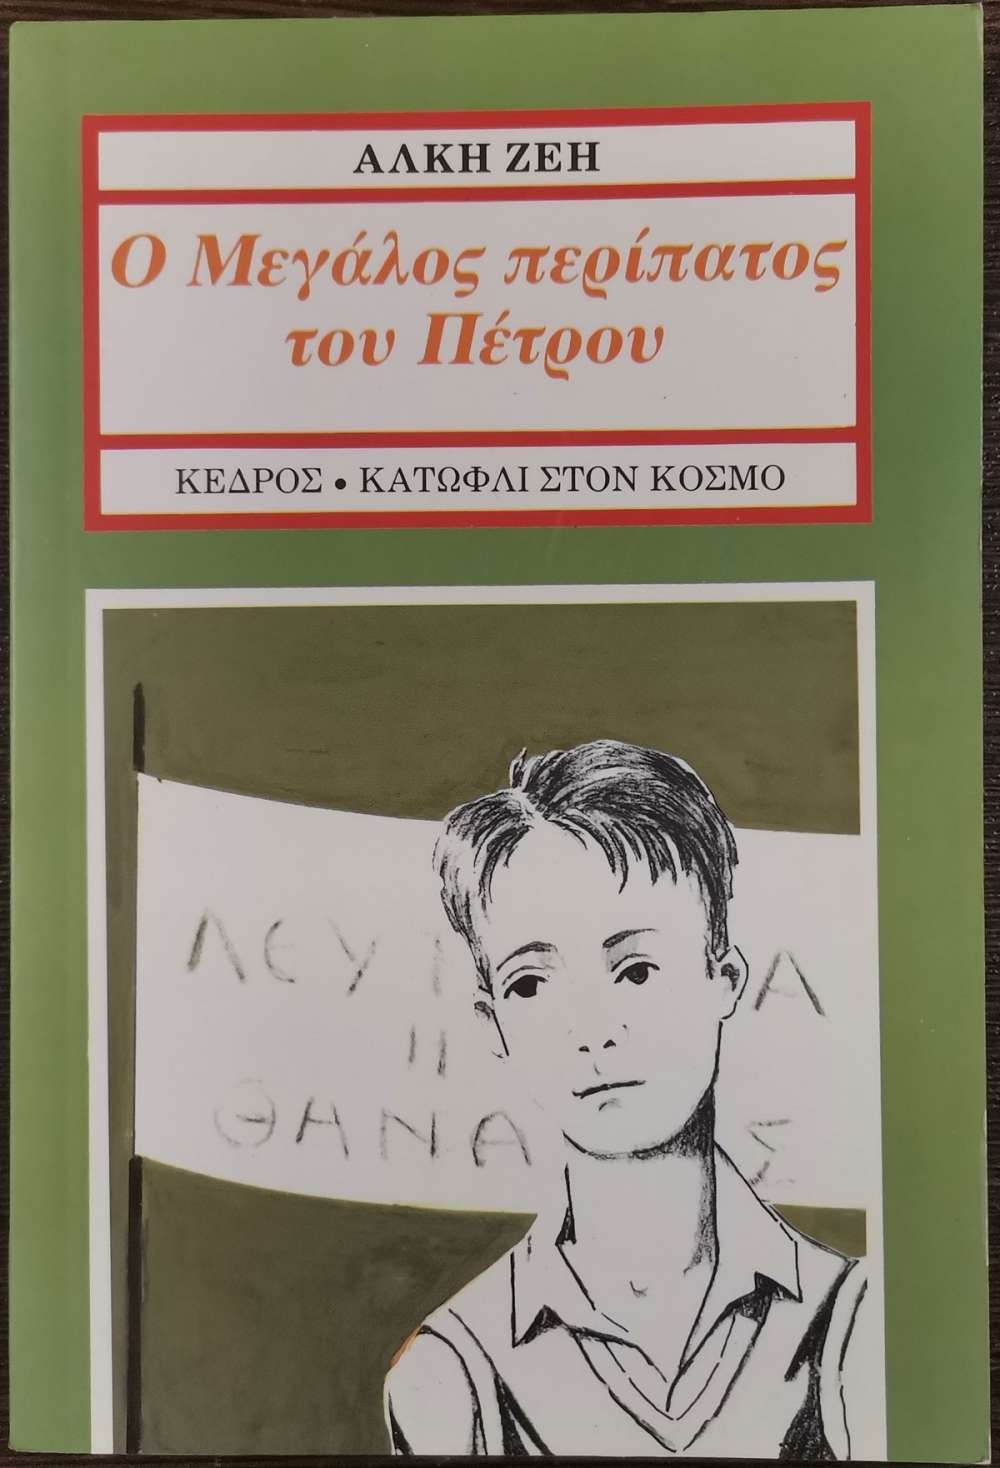 ΑΛΚΗ ΖΕΗ
Ο Μεγάλος περίπατος
του Πέτρου
ΚΕΔΡΟΣ • ΚΑΤΩΦΛΙ ΣΤΟΝ ΚΟΣΜΟ
Η